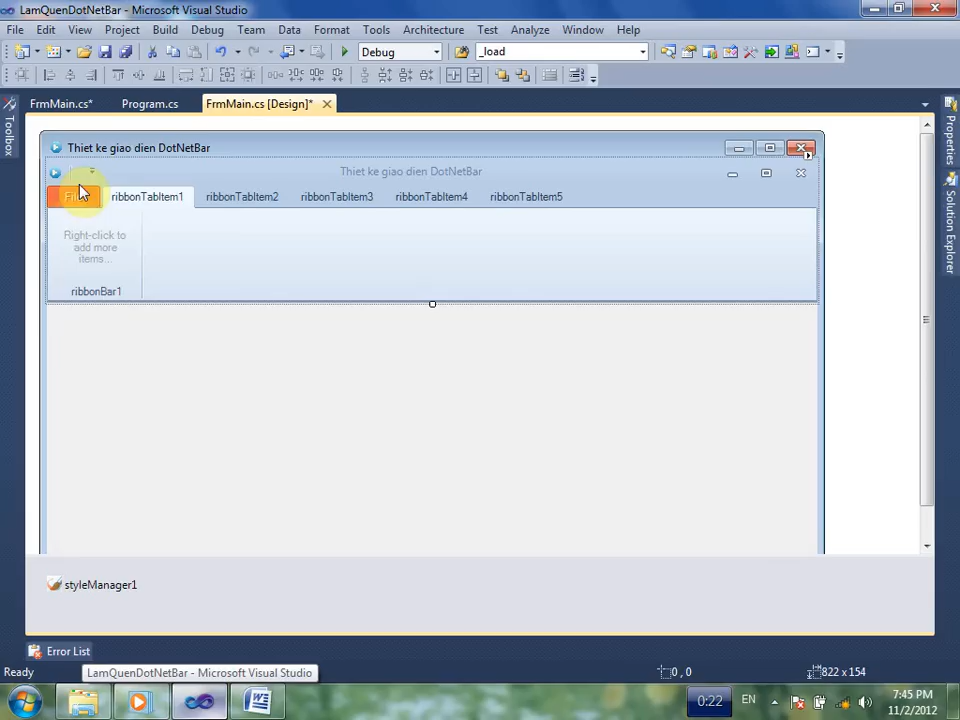 LamQuenDotNetBar - Microsoft Visual Studio
File Edit View Project Build Debug Team Data Format Tools Architecture Test Analyze Window Help
Debug _load
FrmMain.cs* Program.cs FrmMain.cs [Design]*
Toolbox
Properties
Solution Explorer
Thiet ke giao dien DotNetBar
Thiet ke giao dien DotNetBar
ribbonTabItem1 ribbonTabItem2 ribbonTabItem3 ribbonTabItem4 ribbonTabItem5
Right-click to
add more
items...
ribbonBar1
styleManager1
Error List
Ready 0 , 0 822 x 154
LamQuenDotNetBar - Microsoft Visual Studio
0:22 EN 7:45 PM
11/2/2012